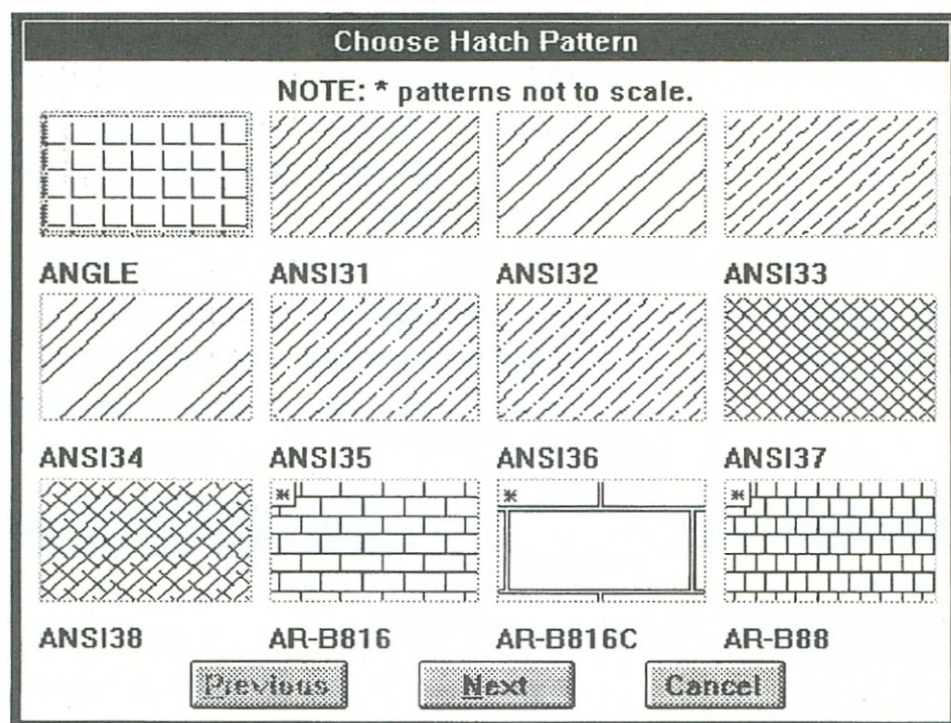 Choose Hatch Pattern
NOTE: * patterns not to scale.
ANGLE ANSI31 ANSI32 ANSI33
ANSI34 ANSI35 ANSI36 ANSI37
* * *
ANSI38 AR-B816 AR-B816C AR-B88
Previous Next Cancel